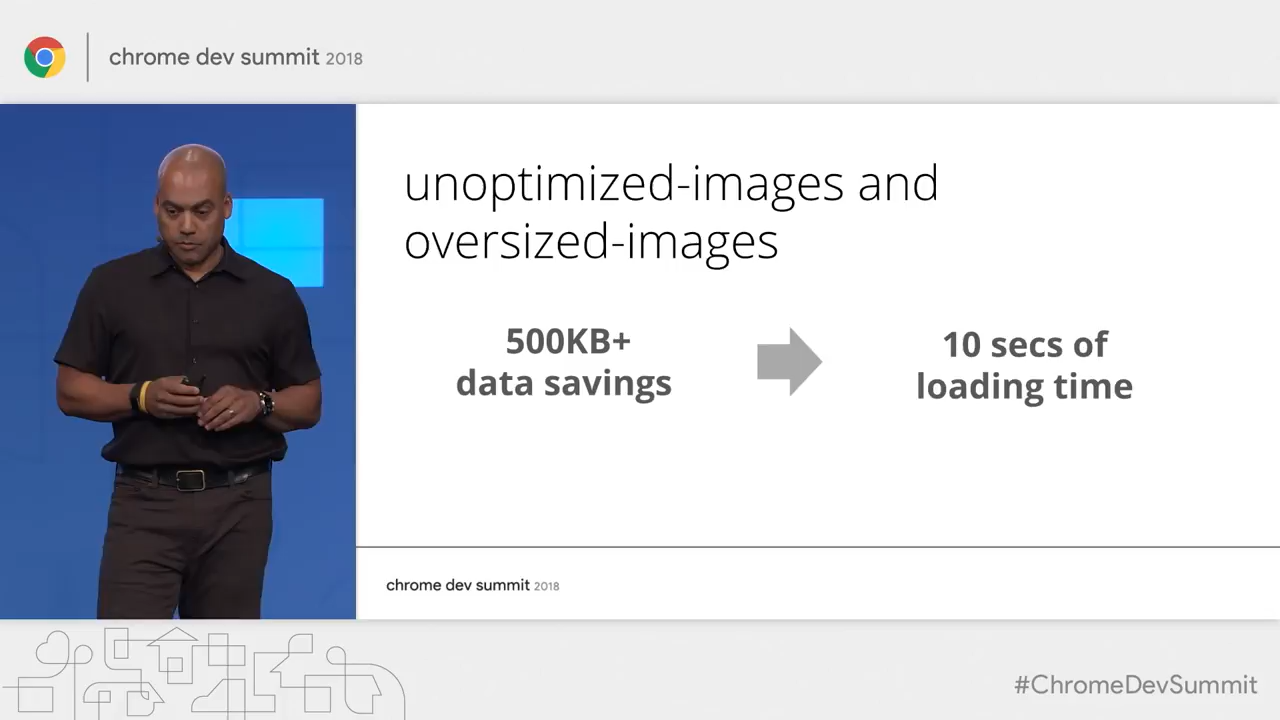 chrome dev summit 2018
unoptimized-images and
oversized-images
500KB+
data savings
10 secs of
loading time
chrome dev summit 2018
#ChromeDevSummit